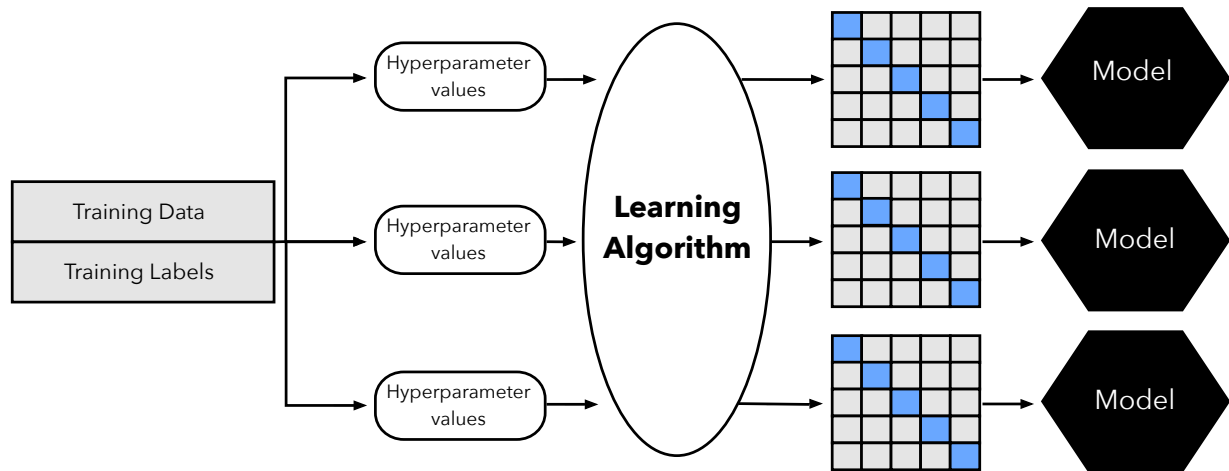 Hyperparameter
values
Model
Training Data
Training Labels
Hyperparameter
values
Learning
Algorithm
Model
Hyperparameter
values
Model